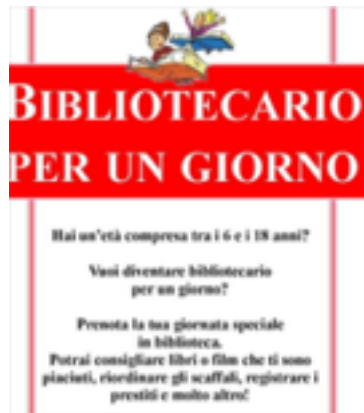 BIBLIOTECARIO
PER UN GIORNO
Hai un'età compresa tra i 6 e i 18 anni?
Vuoi diventare bibliotecario
per un giorno?
Prenota la tua giornata speciale
in biblioteca.
Potrai consigliare libri o film che ti sono
piaciuti, riordinare gli scaffali, registrare i
prestiti e molto altro!